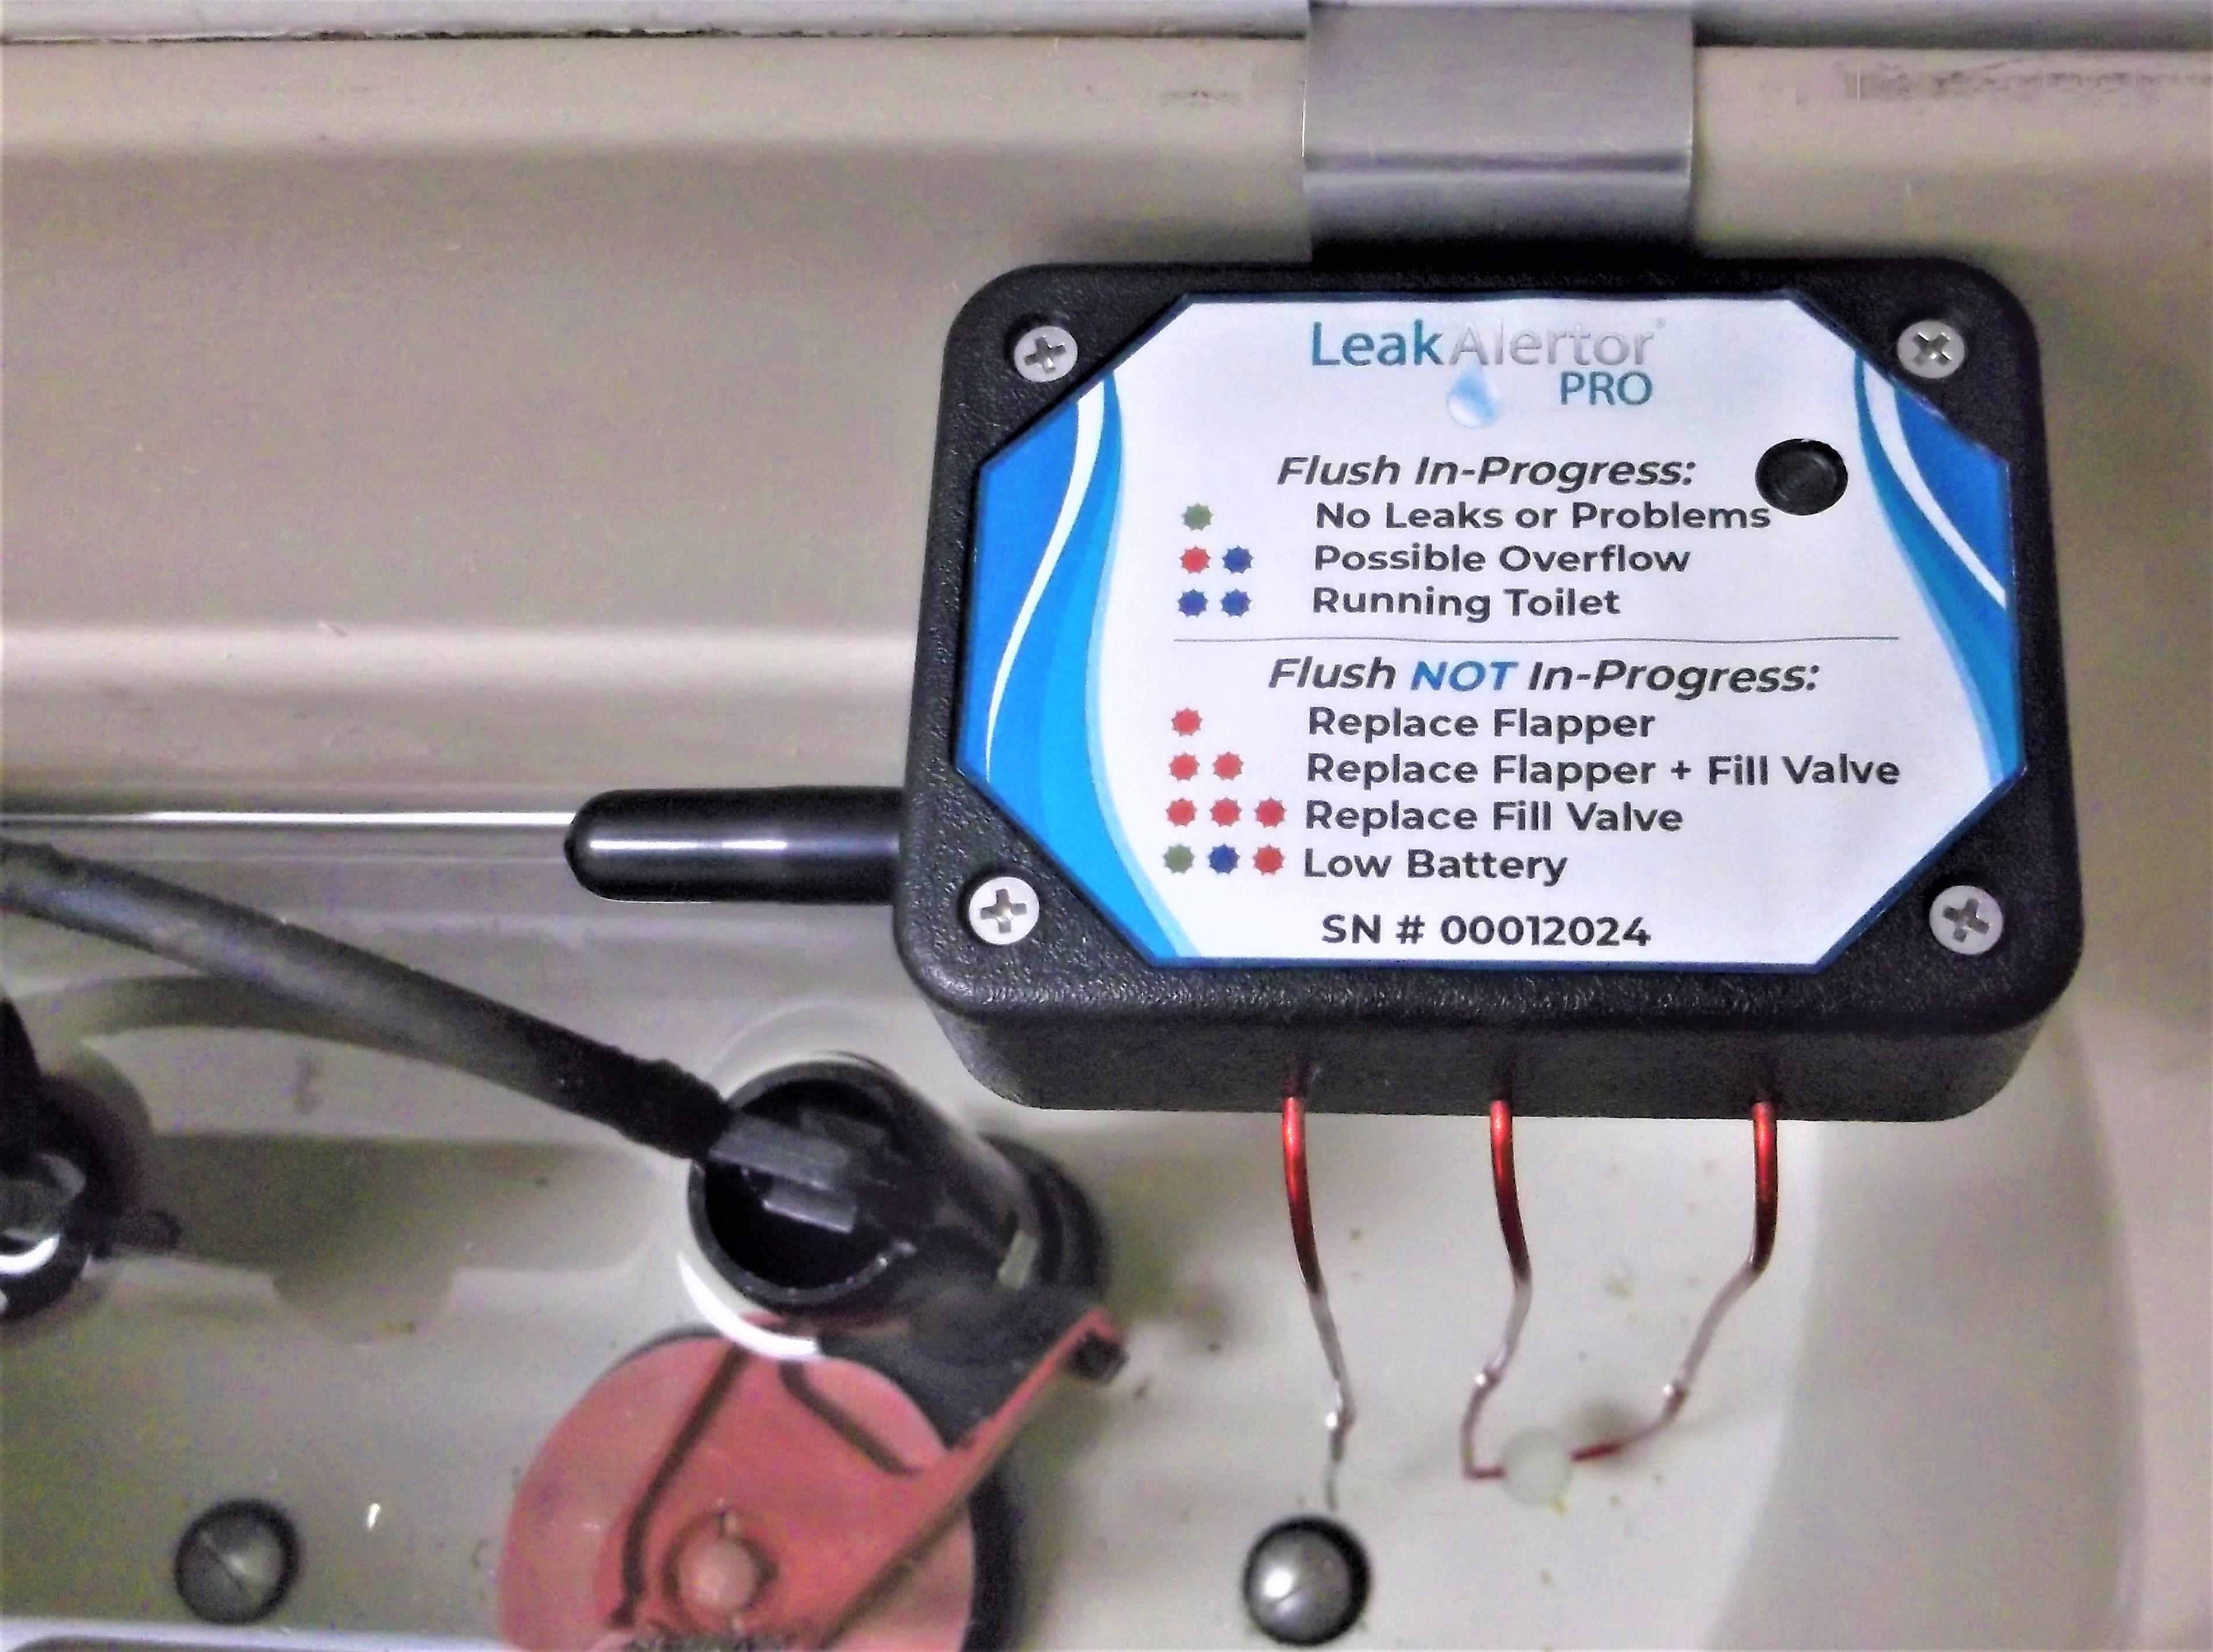 LeakAlertor®
PRO
Flush In-Progress:
No Leaks or Problems
Possible Overflow
Running Toilet
Flush NOT In-Progress:
Replace Flapper
Replace Flapper + Fill Valve
Replace Fill Valve
Low Battery
SN # 00012024